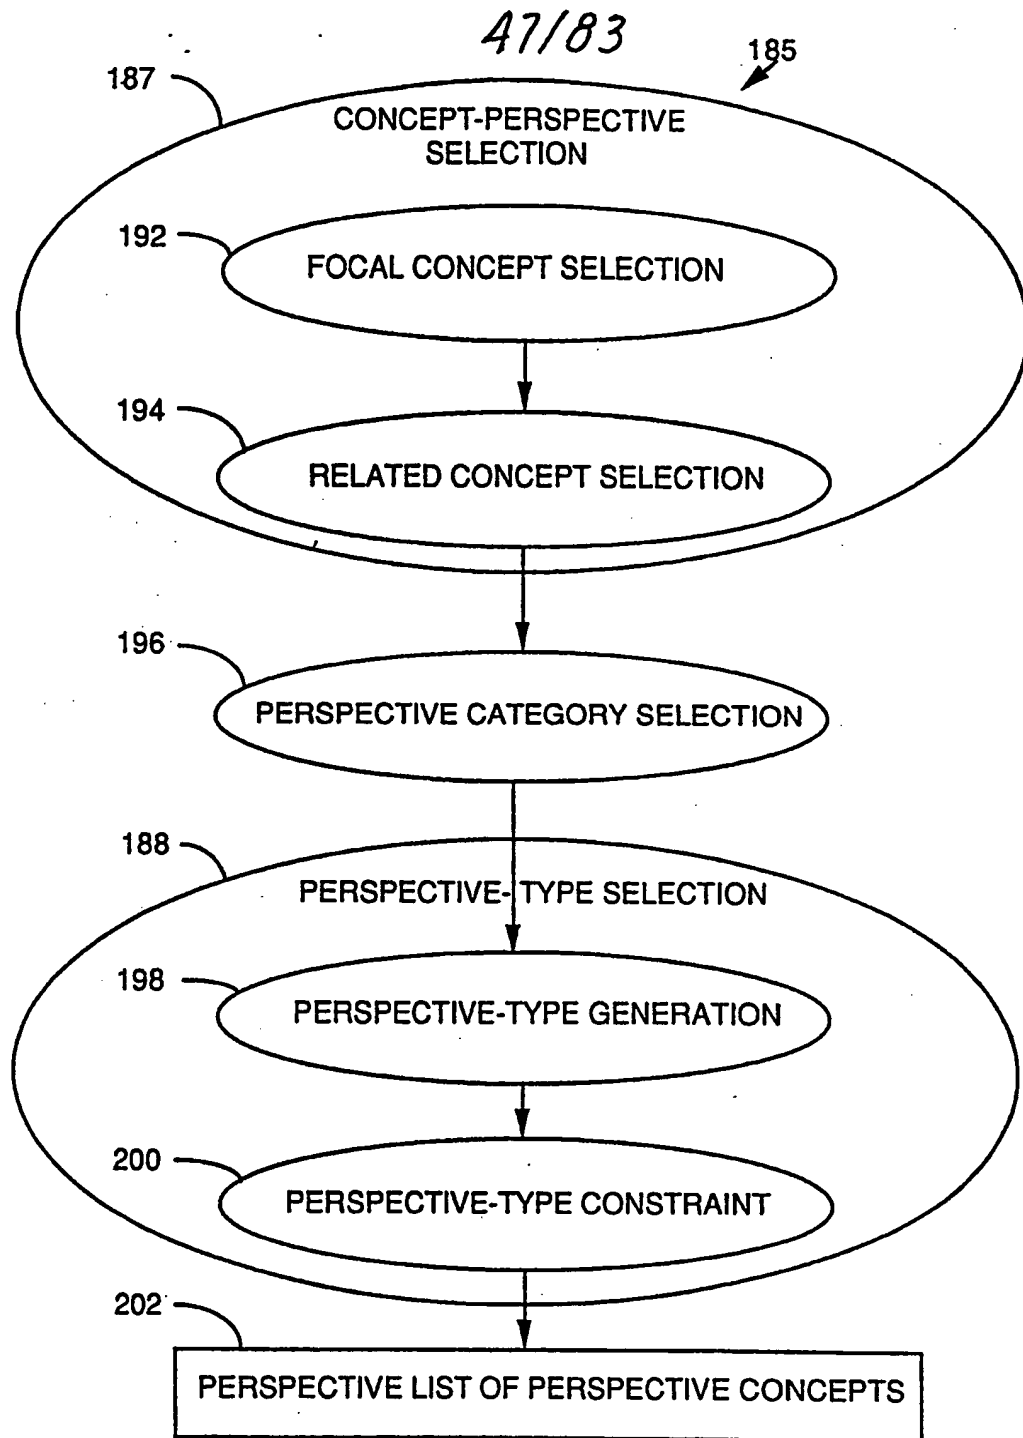 47/83
185
187
CONCEPT-PERSPECTIVE
SELECTION
192
FOCAL CONCEPT SELECTION
194
RELATED CONCEPT SELECTION
196
PERSPECTIVE CATEGORY SELECTION
188
PERSPECTIVE-TYPE SELECTION
198
PERSPECTIVE-TYPE GENERATION
200
PERSPECTIVE-TYPE CONSTRAINT
202
PERSPECTIVE LIST OF PERSPECTIVE CONCEPTS